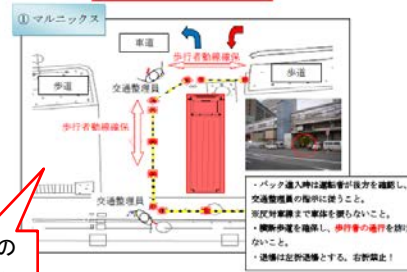 ① マルニックス
車道
歩行者動線確保
歩道
歩道
交通整理員
歩行者動線確保
交通整理員
・バック進入時は運転者が後方を確認し、
交通整理員の指示に従うこと。
※反対車線まで車体を振らないこと。
・横断歩道を確保し、歩行者の通行を妨げ
ないこと。
・退場は左折退場とする。右折禁止！
の